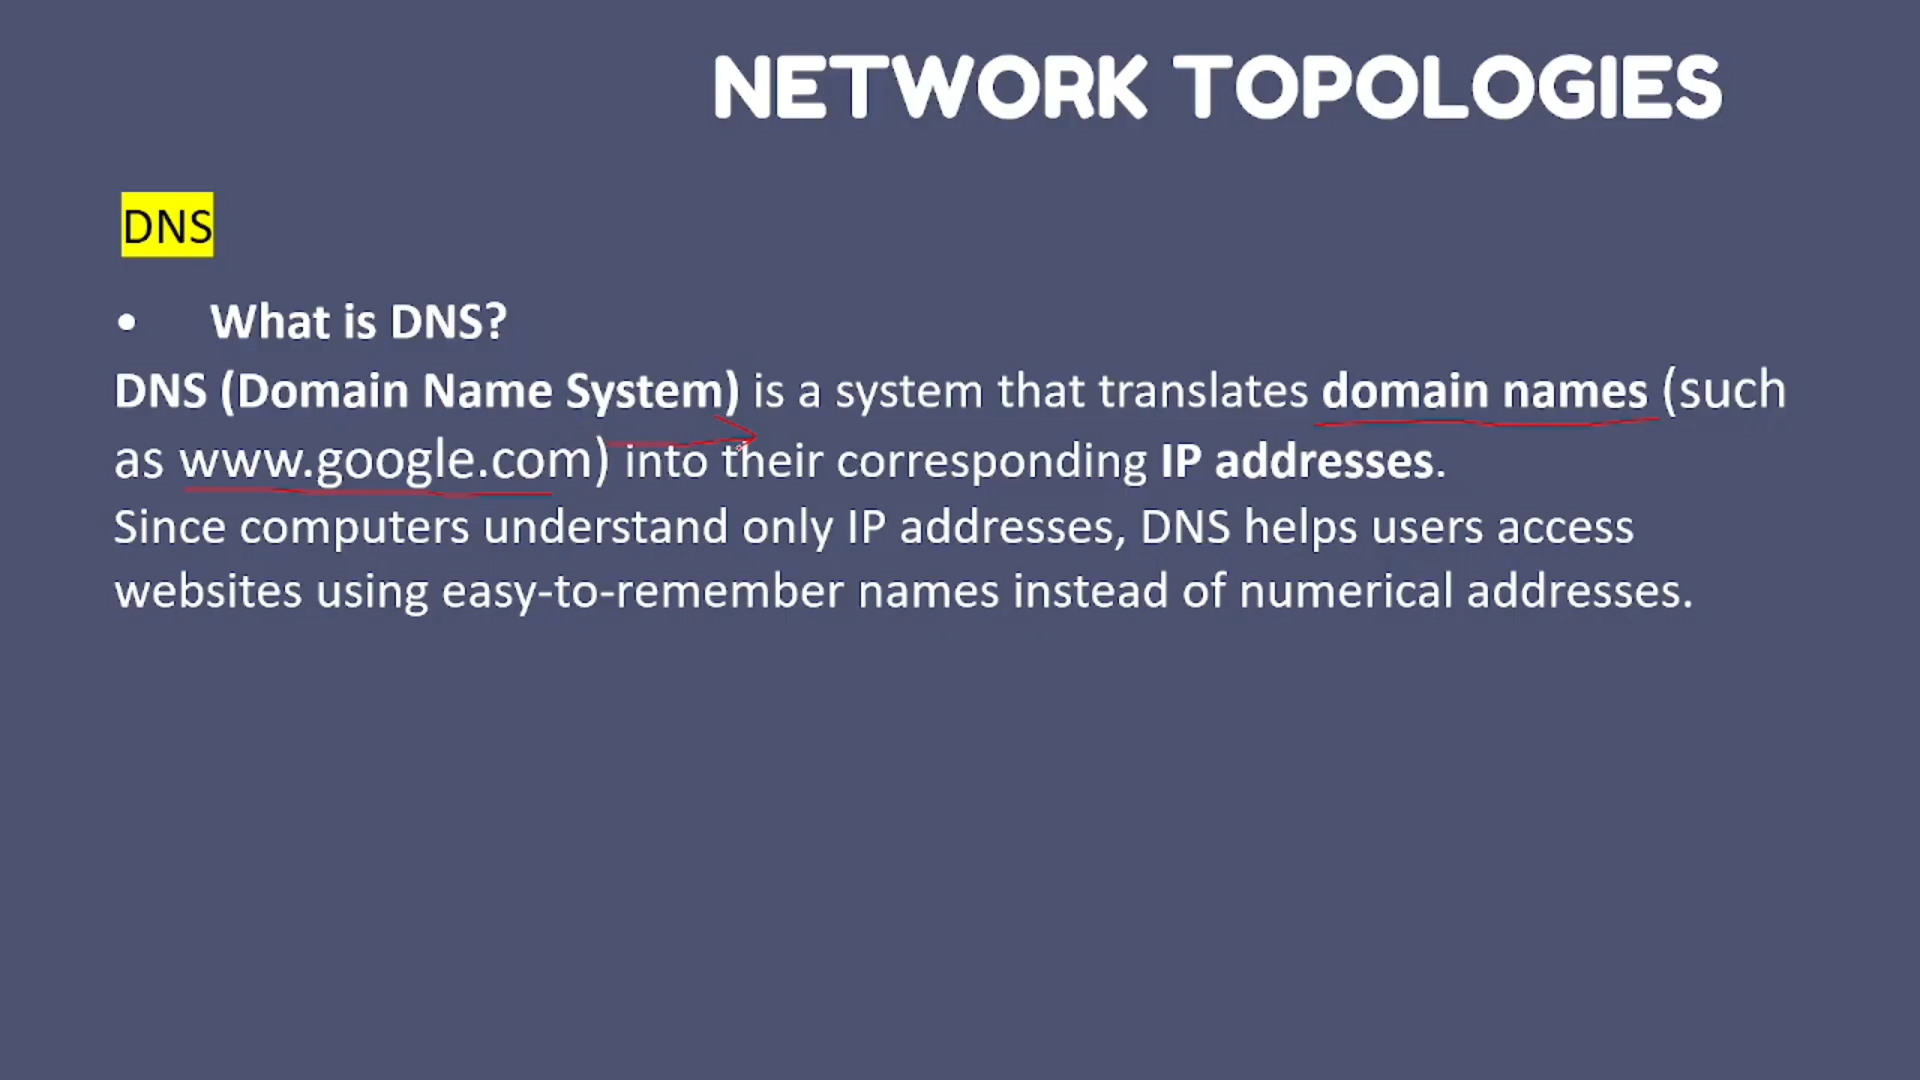 NETWORK TOPOLOGIES
DNS
• What is DNS?
DNS (Domain Name System) is a system that translates domain names (such
as www.google.com) into their corresponding IP addresses.
Since computers understand only IP addresses, DNS helps users access
websites using easy-to-remember names instead of numerical addresses.